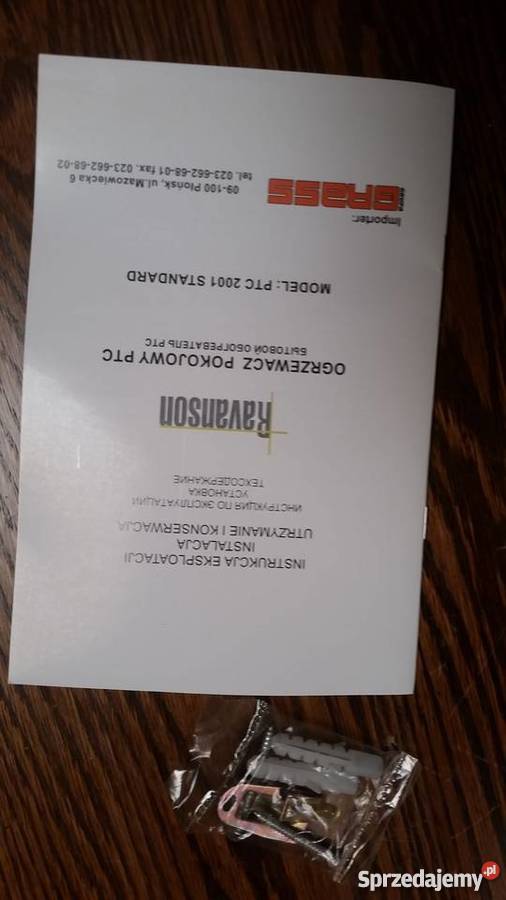 INSTRUKCJA EKSPLOATACJI
INSTALACJA
UTRZYMANIE I KONSERWACJA
ИНСТРУКЦИЯ ПО ЭКСПЛУАТАЦИИ
УСТАНОВКА
ТЕХСОДЕРЖАНИЕ
Ravanson
OGRZEWACZ POKOJOWY PTC
БЫТОВОЙ ОБОГРЕВАТЕЛЬ PTC
MODEL: PTC 2001 STANDARD
Importer:
BRASS
09-100 Płońsk, ul.Mazowiecka 6
tel. 023-662-68-01 fax. 023-662-68-02
Sprzedajemy.pl